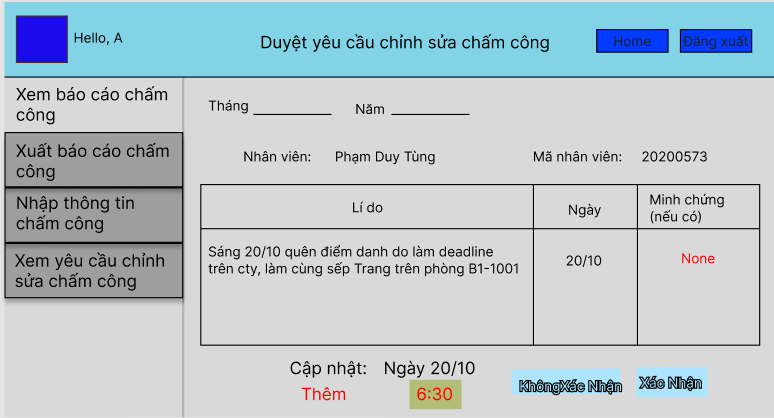 Hello, A
Duyệt yêu cầu chỉnh sửa chấm công
Home
Đăng xuất
Xem báo cáo chấm
công
Xuất báo cáo chấm
công
Nhập thông tin
chấm công
Xem yêu cầu chỉnh
sửa chấm công
Tháng
Năm
Nhân viên: Phạm Duy Tùng
Mã nhân viên: 20200573
Lí do
Ngày
Minh chứng
(nếu có)
Sáng 20/10 quên điểm danh do làm deadline
trên cty, làm cùng sếp Trang trên phòng B1-1001
20/10
None
Cập nhật: Ngày 20/10
Thêm
6:30
KhôngXác Nhận
Xác Nhận